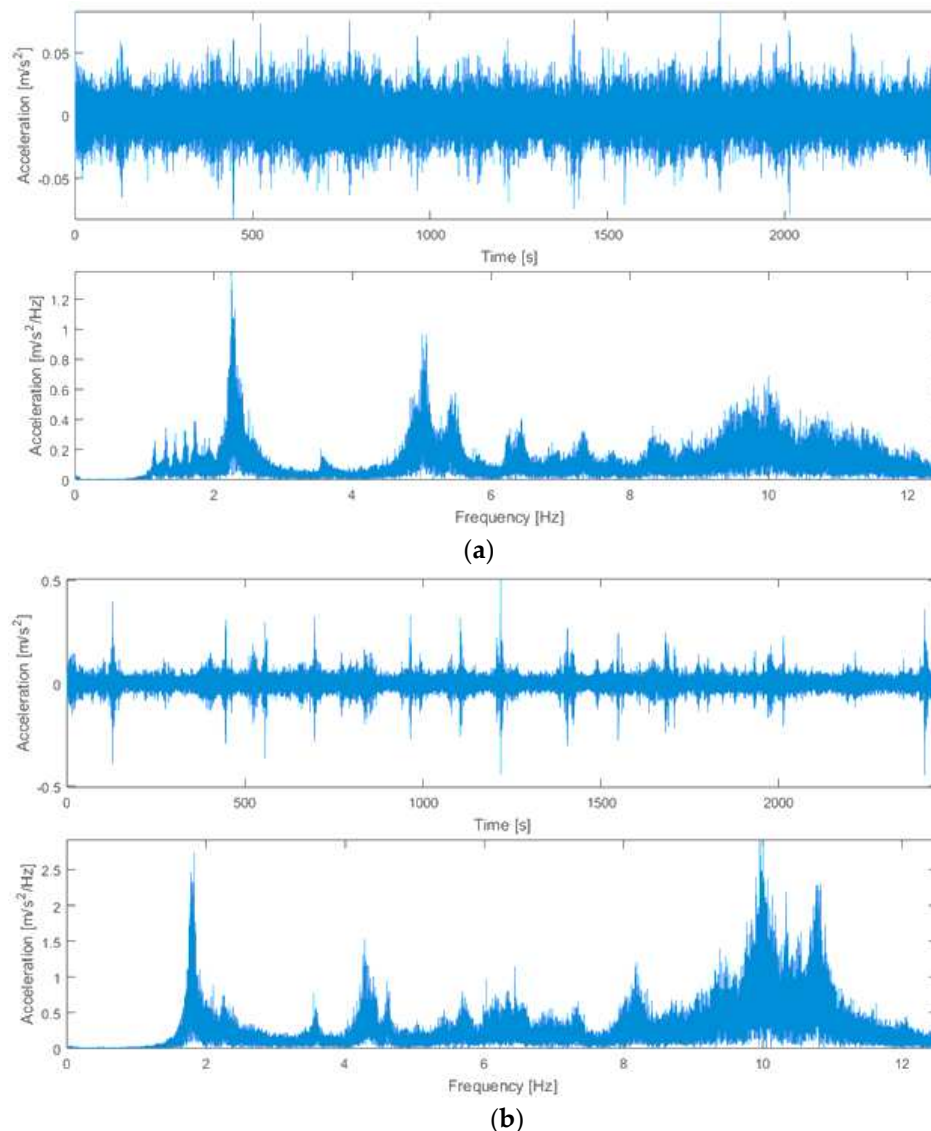 Acceleration [m/s²]
0.05
0
-0.05
0 500 1000 1500 2000
Time [s]
Acceleration [m/s²/Hz]
1.2
1
0.8
0.6
0.4
0.2
0
0 2 4 6 8 10 12
Frequency [Hz]
(a)
Acceleration [m/s²]
0.5
0
-0.5
0 500 1000 1500 2000
Time [s]
Acceleration [m/s²/Hz]
2.5
2
1.5
1
0.5
0
0 2 4 6 8 10 12
Frequency [Hz]
(b)